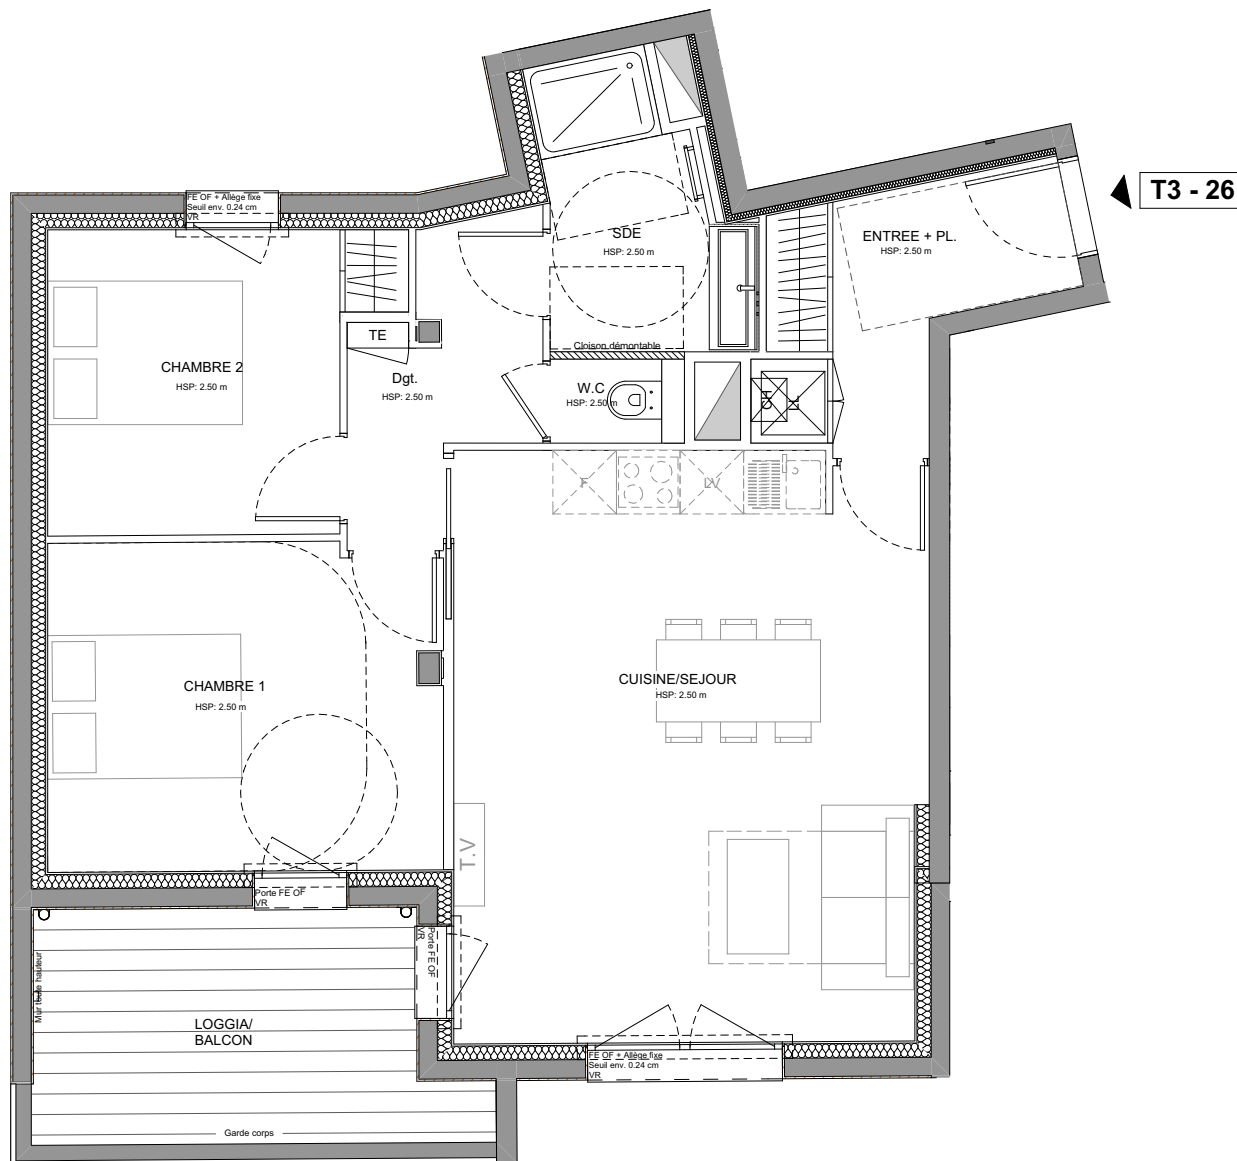 T3 - 26
FE OF + Allège fixe
Seuil env. 0.24 cm
VR
SDE
HSP: 2.50 m
ENTREE + PL.
HSP: 2.50 m
TE
Cloison démontable
CHAMBRE 2
HSP: 2.50 m
Dgt.
HSP: 2.50 m
W.C
HSP: 2.50 m
CH
LL
F
LV
CHAMBRE 1
HSP: 2.50 m
CUISINE/SEJOUR
HSP: 2.50 m
T.V
Porte FE OF
VR
Porte FE OF
VR
Mur toute hauteur
LOGGIA/
BALCON
FE OF + Allège fixe
Seuil env. 0.24 cm
VR
Garde corps